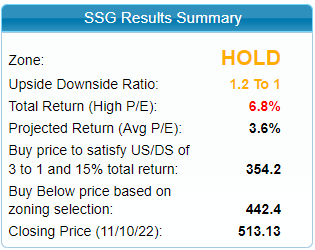 SSG Results Summary
Zone: HOLD
Upside Downside Ratio: 1.2 To 1
Total Return (High P/E): 6.8%
Projected Return (Avg P/E): 3.6%
Buy price to satisfy US/DS of
3 to 1 and 15% total return: 354.2
Buy Below price based on
zoning selection: 442.4
Closing Price (11/10/22): 513.13